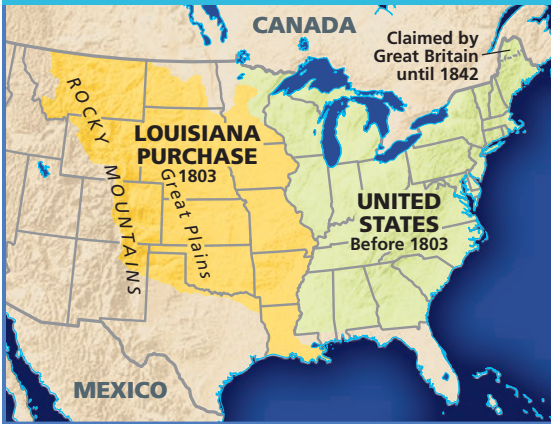 CANADA
Claimed by
Great Britain
until 1842
ROCKY MOUNTAINS
LOUISIANA
PURCHASE
1803
Great Plains
UNITED
STATES
Before 1803
MEXICO